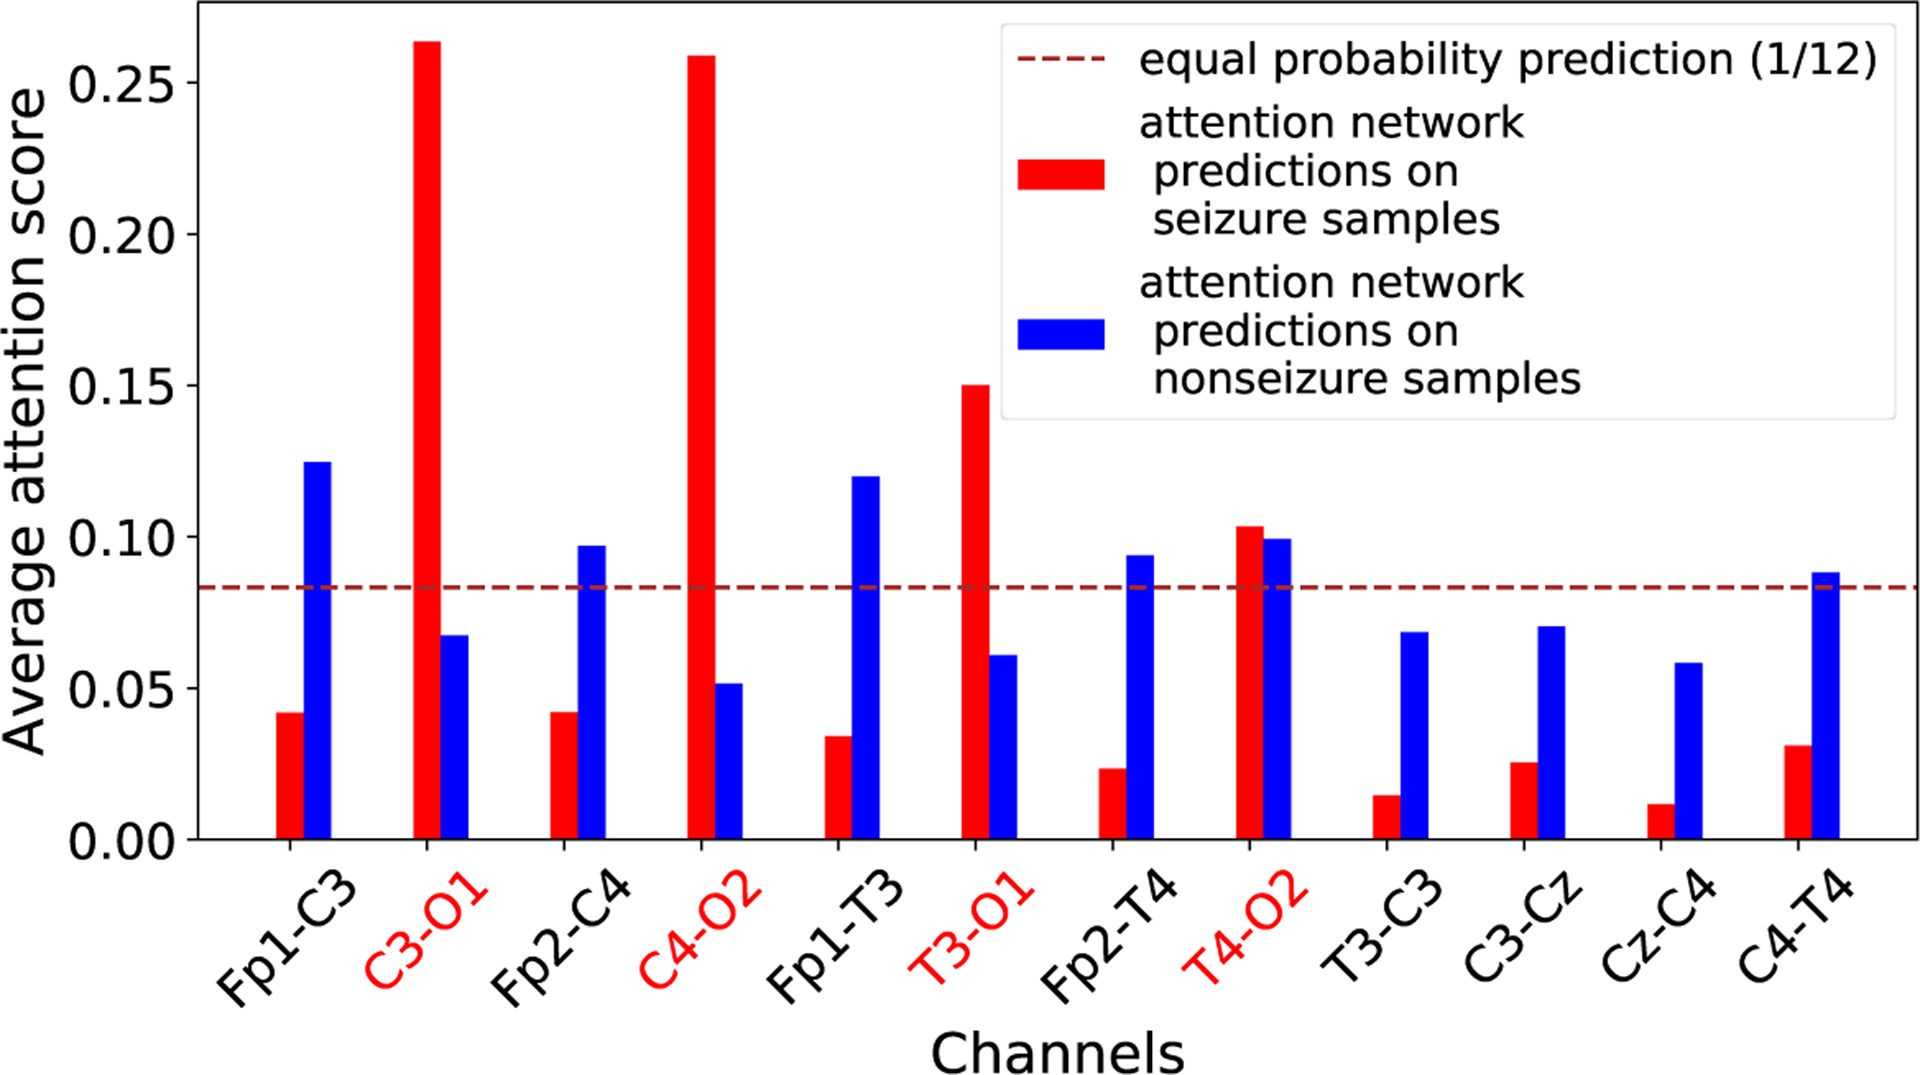 Average attention score
0.25
0.20
0.15
0.10
0.05
0.00
equal probability prediction (1/12)
attention network
predictions on
seizure samples
attention network
predictions on
nonseizure samples
Fp1-C3
C3-O1
Fp2-C4
C4-O2
Fp1-T3
T3-O1
Fp2-T4
T4-O2
T3-C3
C3-Cz
Cz-C4
C4-T4
Channels